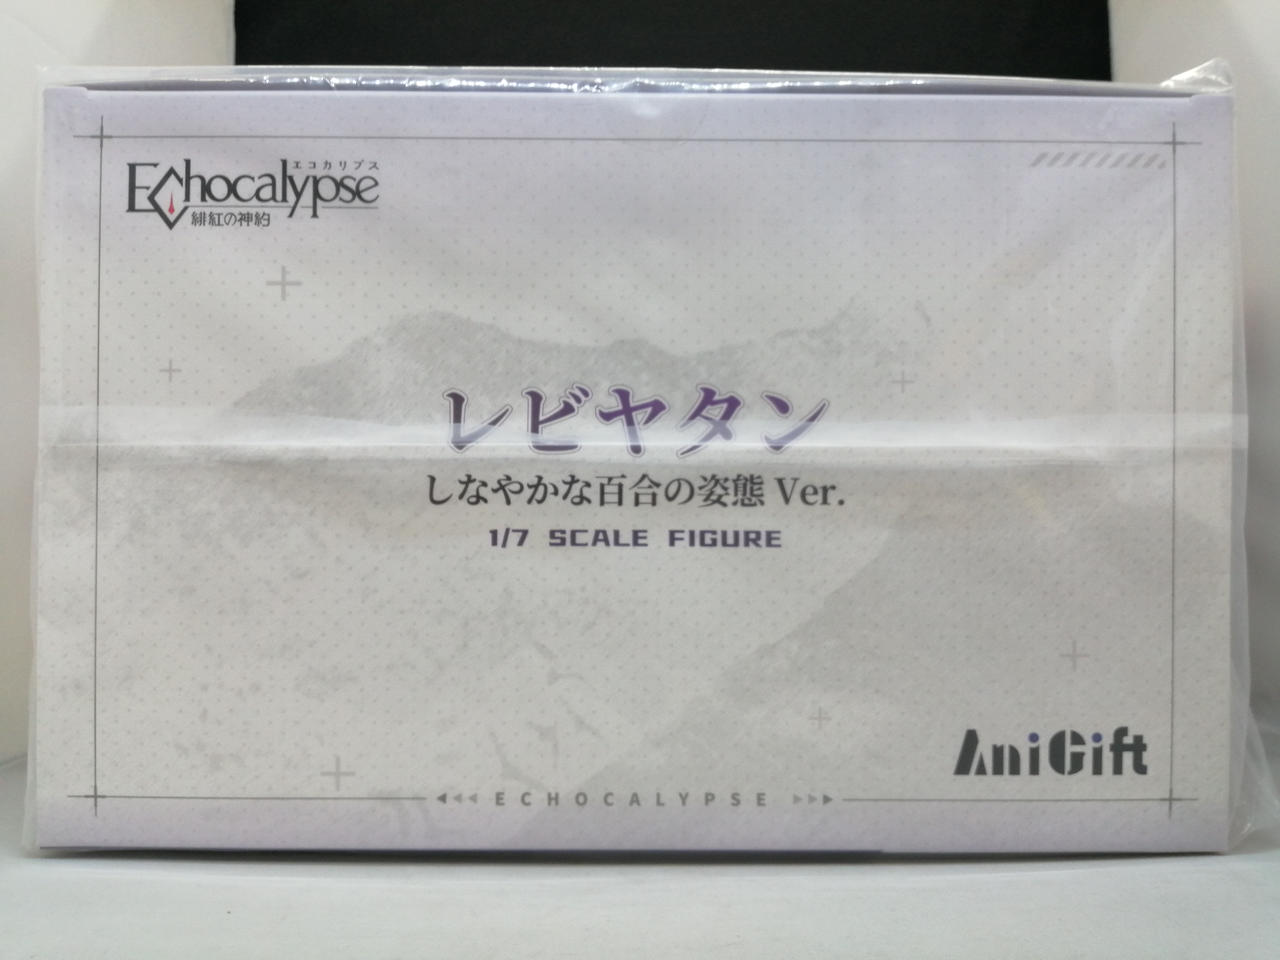 エコカリプス
Echocalypse
緋紅の神約
レビヤタン
しなやかな百合の姿態 Ver.
1/7 SCALE FIGURE
AniGift
ECHOCALYPSE